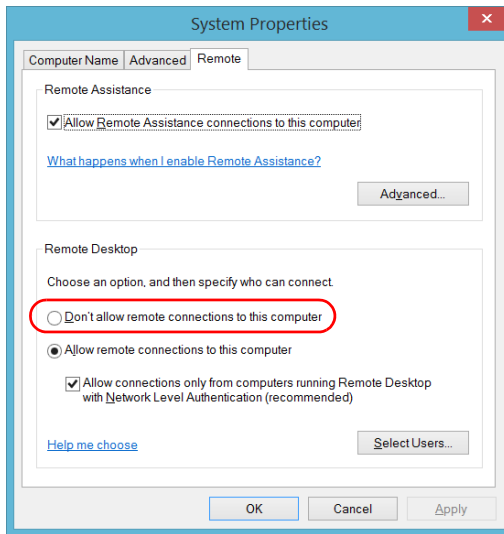 System Properties
Computer Name Advanced Remote
Remote Assistance
Allow Remote Assistance connections to this computer
What happens when I enable Remote Assistance?
Advanced...
Remote Desktop
Choose an option, and then specify who can connect.
Don't allow remote connections to this computer
Allow remote connections to this computer
Allow connections only from computers running Remote Desktop
with Network Level Authentication (recommended)
Help me choose
Select Users...
OK Cancel Apply